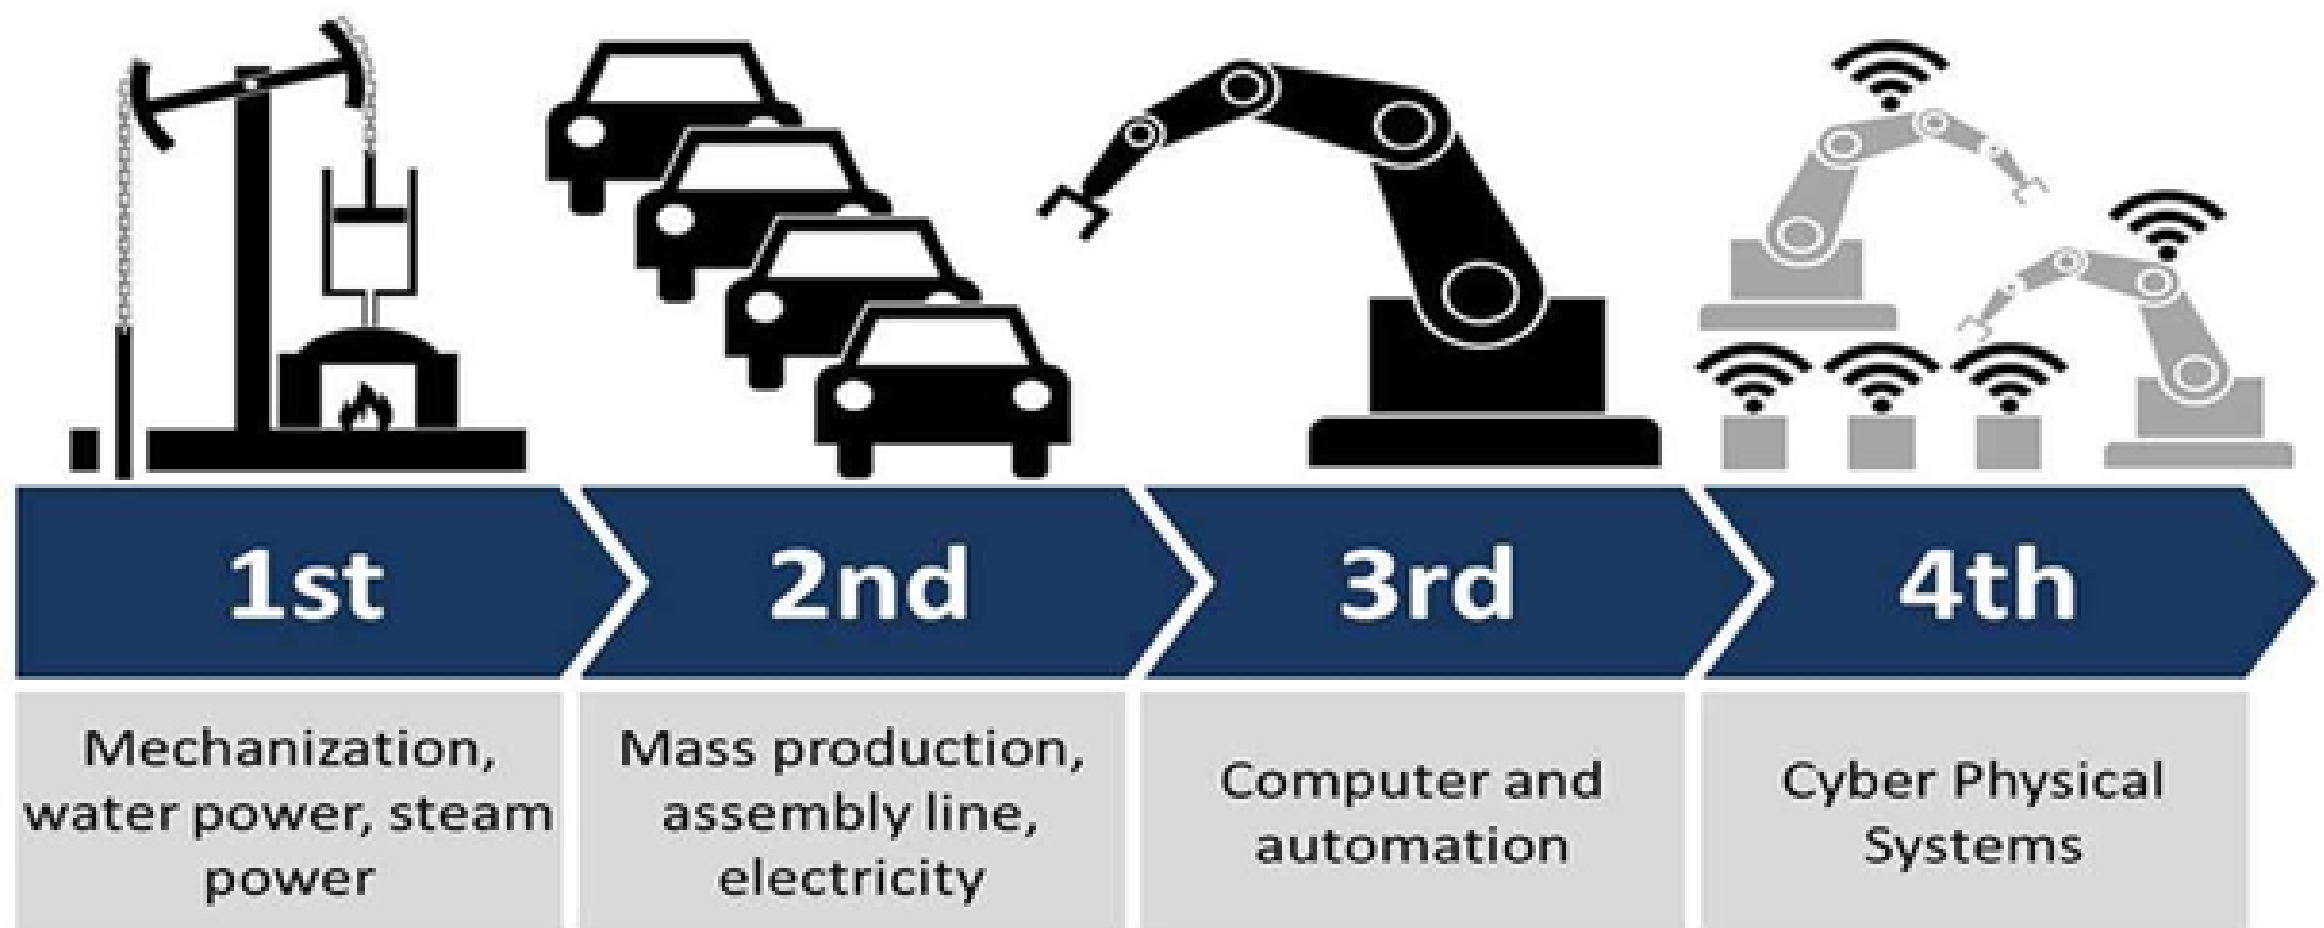 1st
2nd
3rd
4th
Mechanization,
water power, steam
power
Mass production,
assembly line,
electricity
Computer and
automation
Cyber Physical
Systems